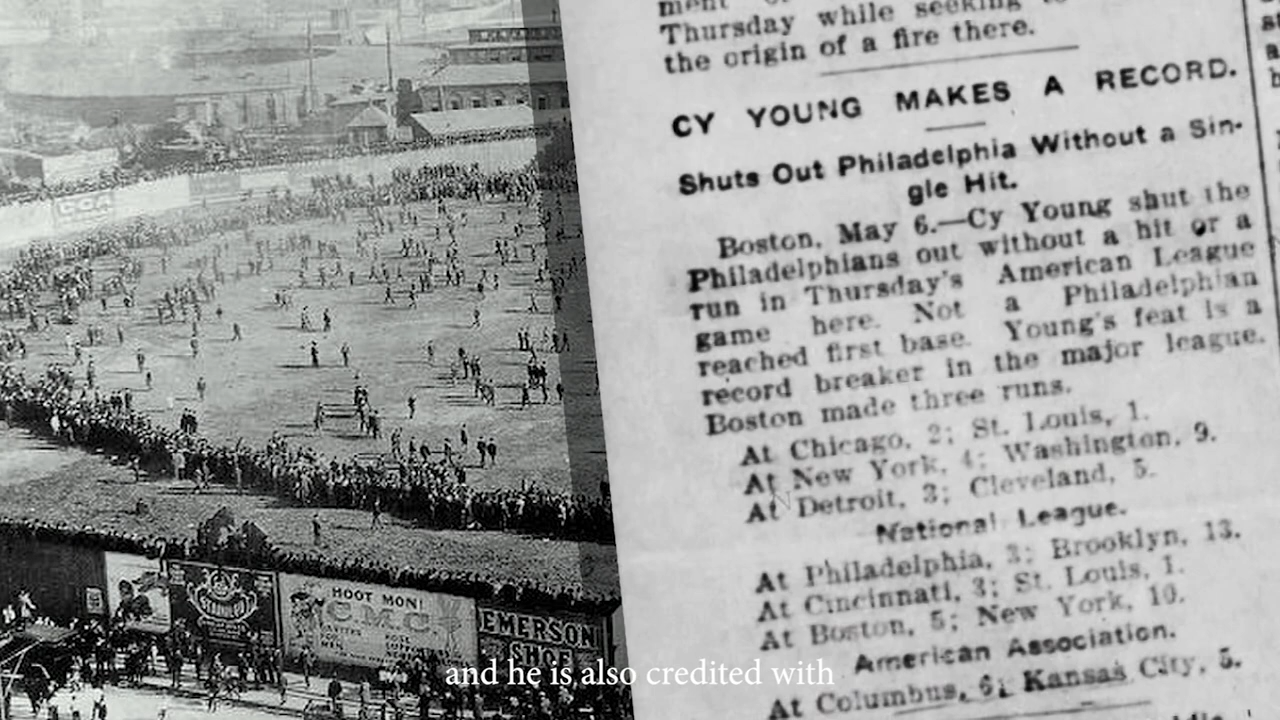 Thursday while seeking to
the origin of a fire there.
CY YOUNG MAKES A RECORD.
Shuts Out Philadelphia Without a Sin-
gle Hit.
Boston, May 6.—Cy Young shut the
Philadelphians out without a hit or a
run in Thursday's American League
game here. Not a Philadelphian
reached first base. Young's feat is a
record breaker in the major league.
Boston made three runs.
At Chicago, 2; St. Louis, 1.
At New York, 4; Washington, 9.
At Detroit, 3; Cleveland, 5.
National League.
At Philadelphia, 3; Brooklyn, 13.
At Cincinnati, 3; St. Louis, 1.
At Boston, 5; New York, 10.
American Association.
At Columbus, 6; Kansas City, 5.
HOOT MON!
C.M.C.
EMERSON
SHOE
and he is also credited with